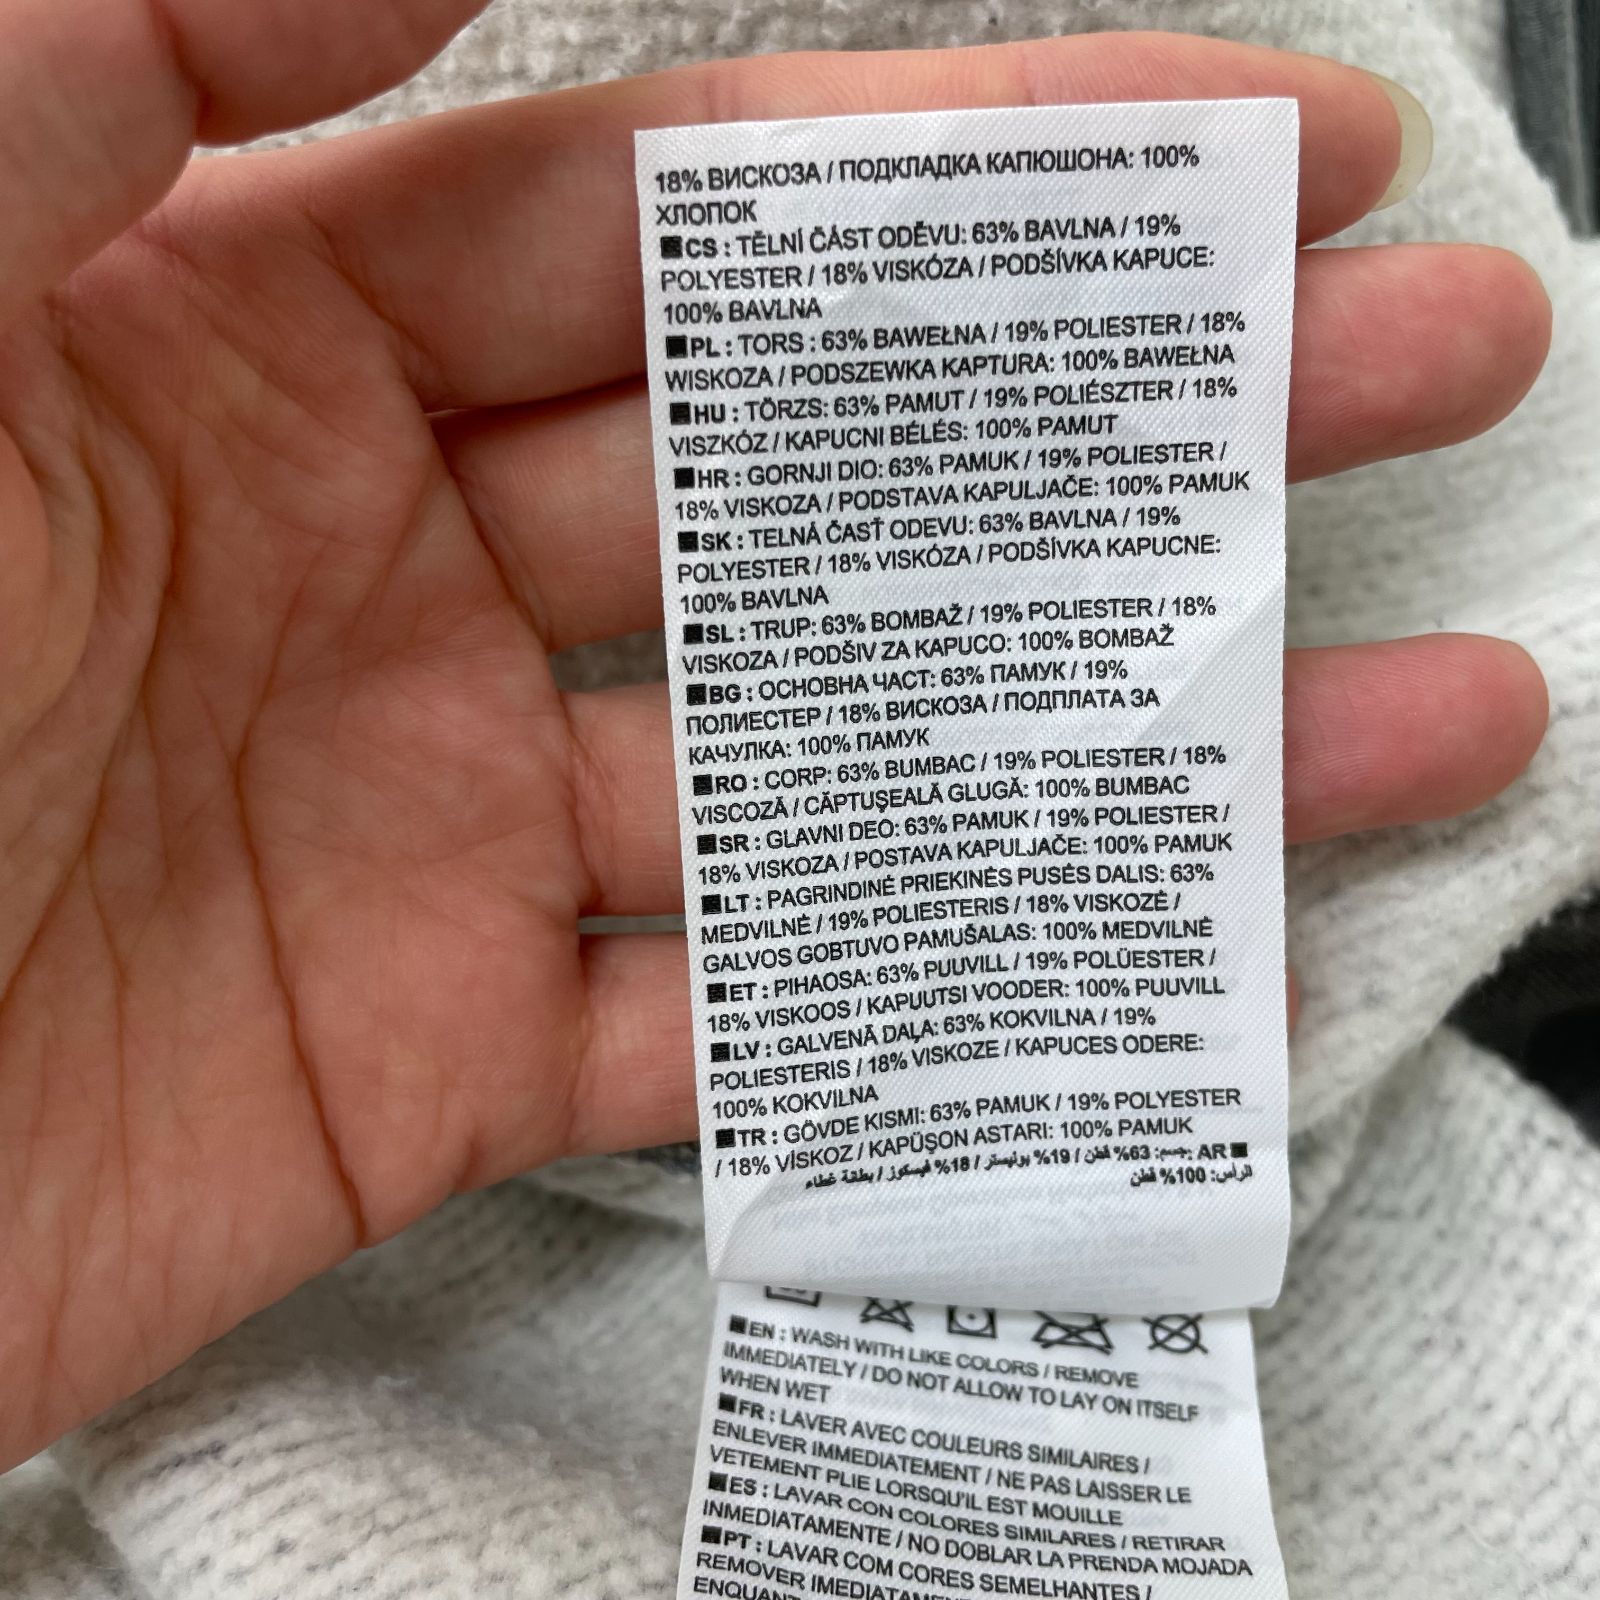 18% ВИСКОЗА / ПОДКЛАДКА КАПЮШОНА: 100%
ХЛОПОК
CS : TĚLNÍ ČÁST ODĚVU: 63% BAVLNA / 19%
POLYESTER / 18% VISKÓZA / PODŠÍVKA KAPUCE:
100% BAVLNA
PL : TORS : 63% BAWEŁNA / 19% POLIESTER / 18%
WISKOZA / PODSZEWKA KAPTURA: 100% BAWEŁNA
HU : TÖRZS: 63% PAMUT / 19% POLIÉSZTER / 18%
VISZKÓZ / KAPUCNI BÉLÉS: 100% PAMUT
HR : GORNJI DIO: 63% PAMUK / 19% POLIESTER /
18% VISKOZA / PODSTAVA KAPULJAČE: 100% PAMUK
SK : TELNÁ ČASŤ ODEVU: 63% BAVLNA / 19%
POLYESTER / 18% VISKÓZA / PODŠÍVKA KAPUCNE:
100% BAVLNA
SL : TRUP: 63% BOMBAŽ / 19% POLIESTER / 18%
VISKOZA / PODŠIV ZA KAPUCO: 100% BOMBAŽ
BG : ОСНОВНА ЧАСТ: 63% ПАМУК / 19%
ПОЛИЕСТЕР / 18% ВИСКОЗА / ПОДПЛАТА ЗА
КАЧУЛКА: 100% ПАМУК
RO : CORP: 63% BUMBAC / 19% POLIESTER / 18%
VISCOZĂ / CĂPTUŞEALĂ GLUGĂ: 100% BUMBAC
SR : GLAVNI DEO: 63% PAMUK / 19% POLIESTER /
18% VISKOZA / POSTAVA KAPULJAČE: 100% PAMUK
LT : PAGRINDINĖ PRIEKINĖS PUSĖS DALIS: 63%
MEDVILNĖ / 19% POLIESTERIS / 18% VISKOZĖ /
GALVOS GOBTUVO PAMUŠALAS: 100% MEDVILNĖ
ET : PIHAOSA: 63% PUUVILL / 19% POLÜESTER /
18% VISKOOS / KAPUUTSI VOODER: 100% PUUVILL
LV : GALVENĀ DAĻA: 63% KOKVILNA / 19%
POLIESTERIS / 18% VISKOZE / KAPUCES ODERE:
100% KOKVILNA
TR : GÖVDE KISMI: 63% PAMUK / 19% POLYESTER
/ 18% VİSKOZ / KAPÜŞON ASTARI: 100% PAMUK
AR :جسم: 63% قطن / 19% بوليستر / 18% فيسكوز / بطانة غطاء
الرأس: 100% قطن
EN : WASH WITH LIKE COLORS / REMOVE
IMMEDIATELY / DO NOT ALLOW TO LAY ON ITSELF
WHEN WET
FR : LAVER AVEC COULEURS SIMILAIRES /
ENLEVER IMMEDIATEMENT / NE PAS LAISSER LE
VETEMENT PLIE LORSQU'IL EST MOUILLE
ES : LAVAR CON COLORES SIMILARES / RETIRAR
INMEDIATAMENTE / NO DOBLAR LA PRENDA MOJADA
PT : LAVAR COM CORES SEMELHANTES /
REMOVER